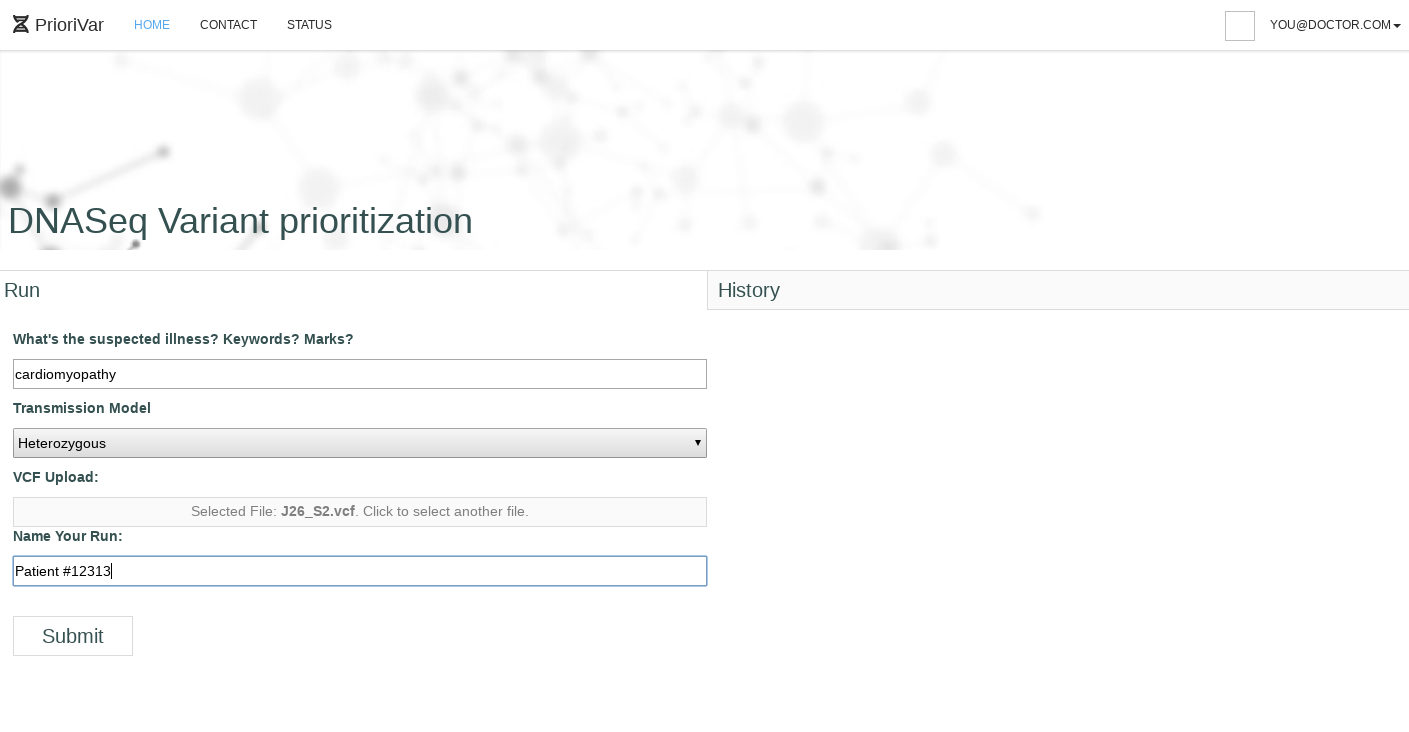 PrioriVar HOME CONTACT STATUS YOU@DOCTOR.COM
DNASeq Variant prioritization
Run History
What's the suspected illness? Keywords? Marks?
cardiomyopathy
Transmission Model
Heterozygous
VCF Upload:
Selected File: J26_S2.vcf. Click to select another file.
Name Your Run:
Patient #12313
Submit